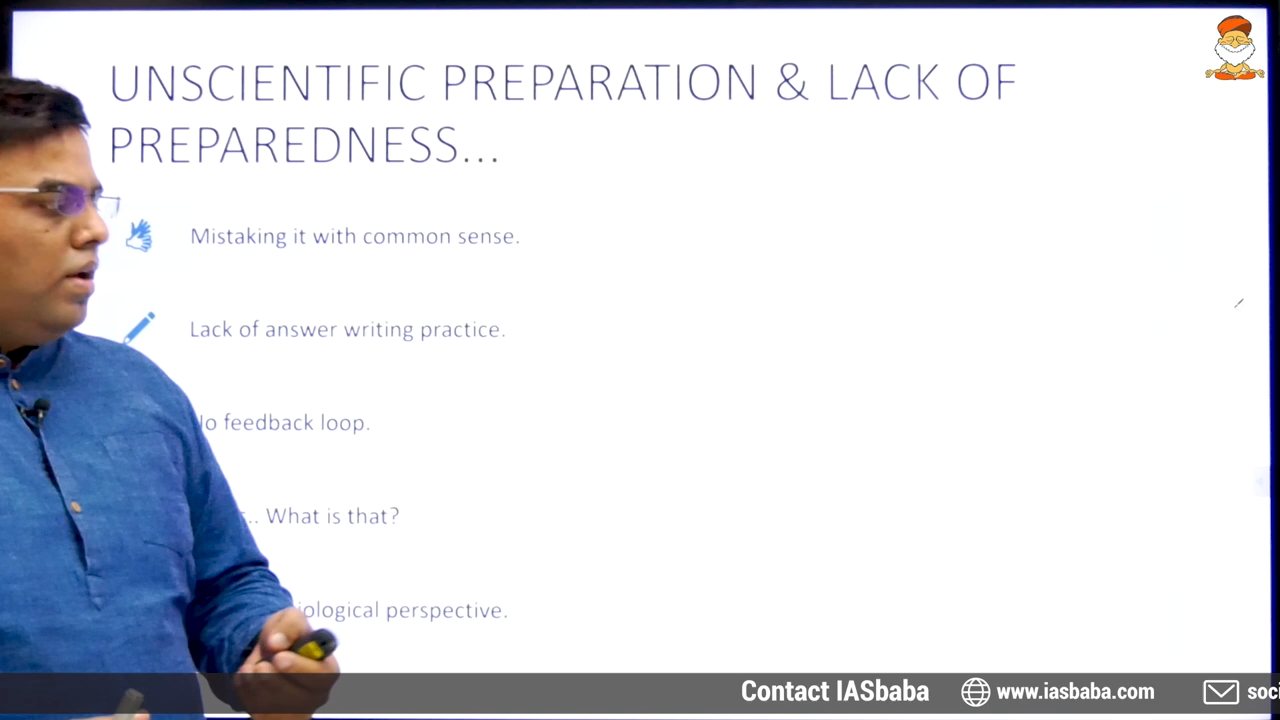 UNSCIENTIFIC PREPARATION & LACK OF
PREPAREDNESS...
Mistaking it with common sense.
Lack of answer writing practice.
feedback loop.
What is that?
perspective.
Contact IASbaba www.iasbaba.com